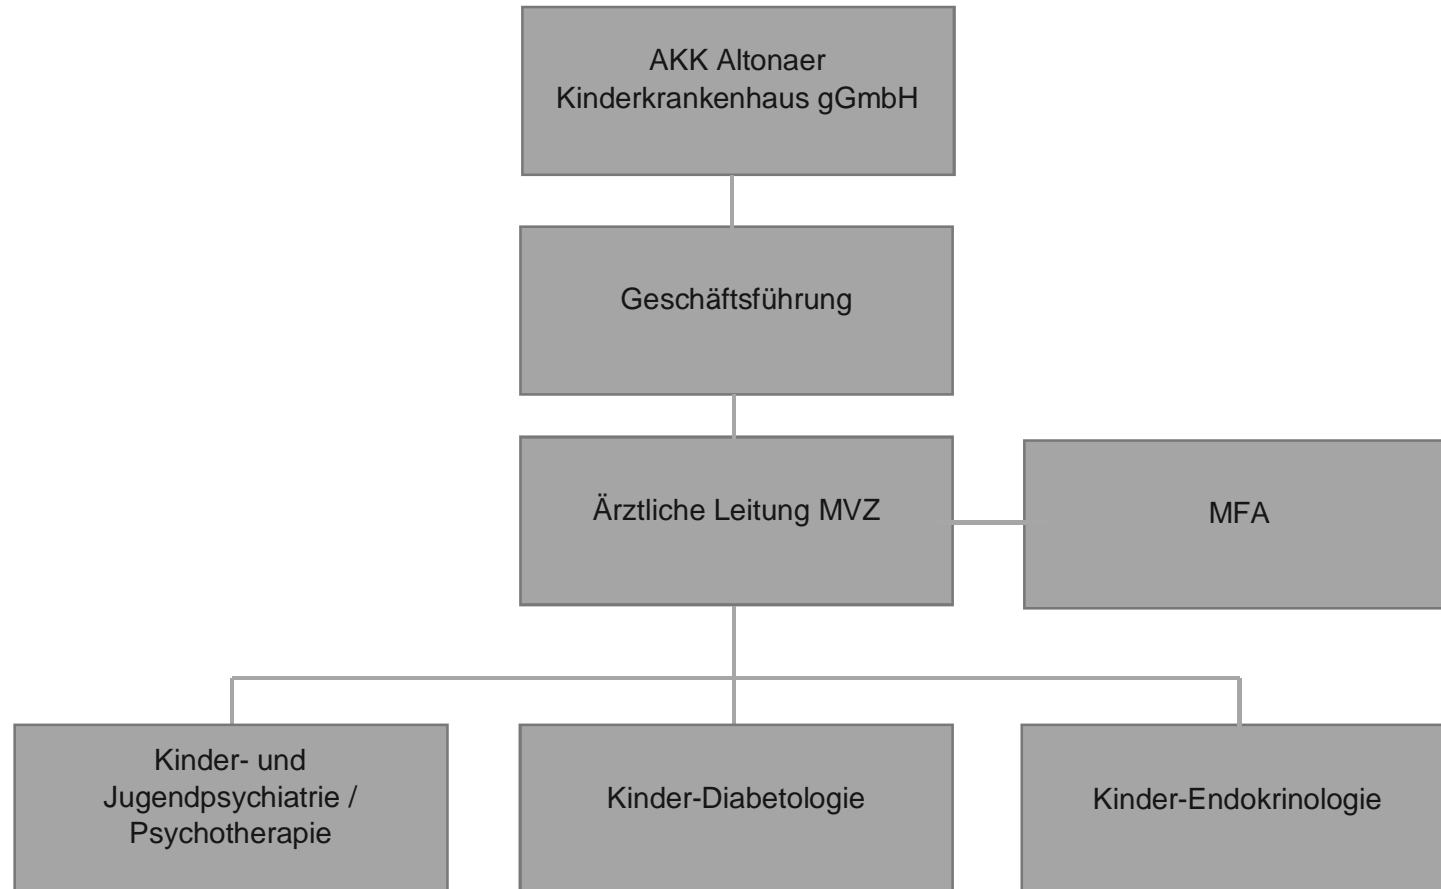 AKK Altonaer
Kinderkrankenhaus gGmbH
Geschäftsführung
Ärztliche Leitung MVZ
MFA
Kinder- und
Jugendpsychiatrie /
Psychotherapie
Kinder-Diabetologie
Kinder-Endokrinologie